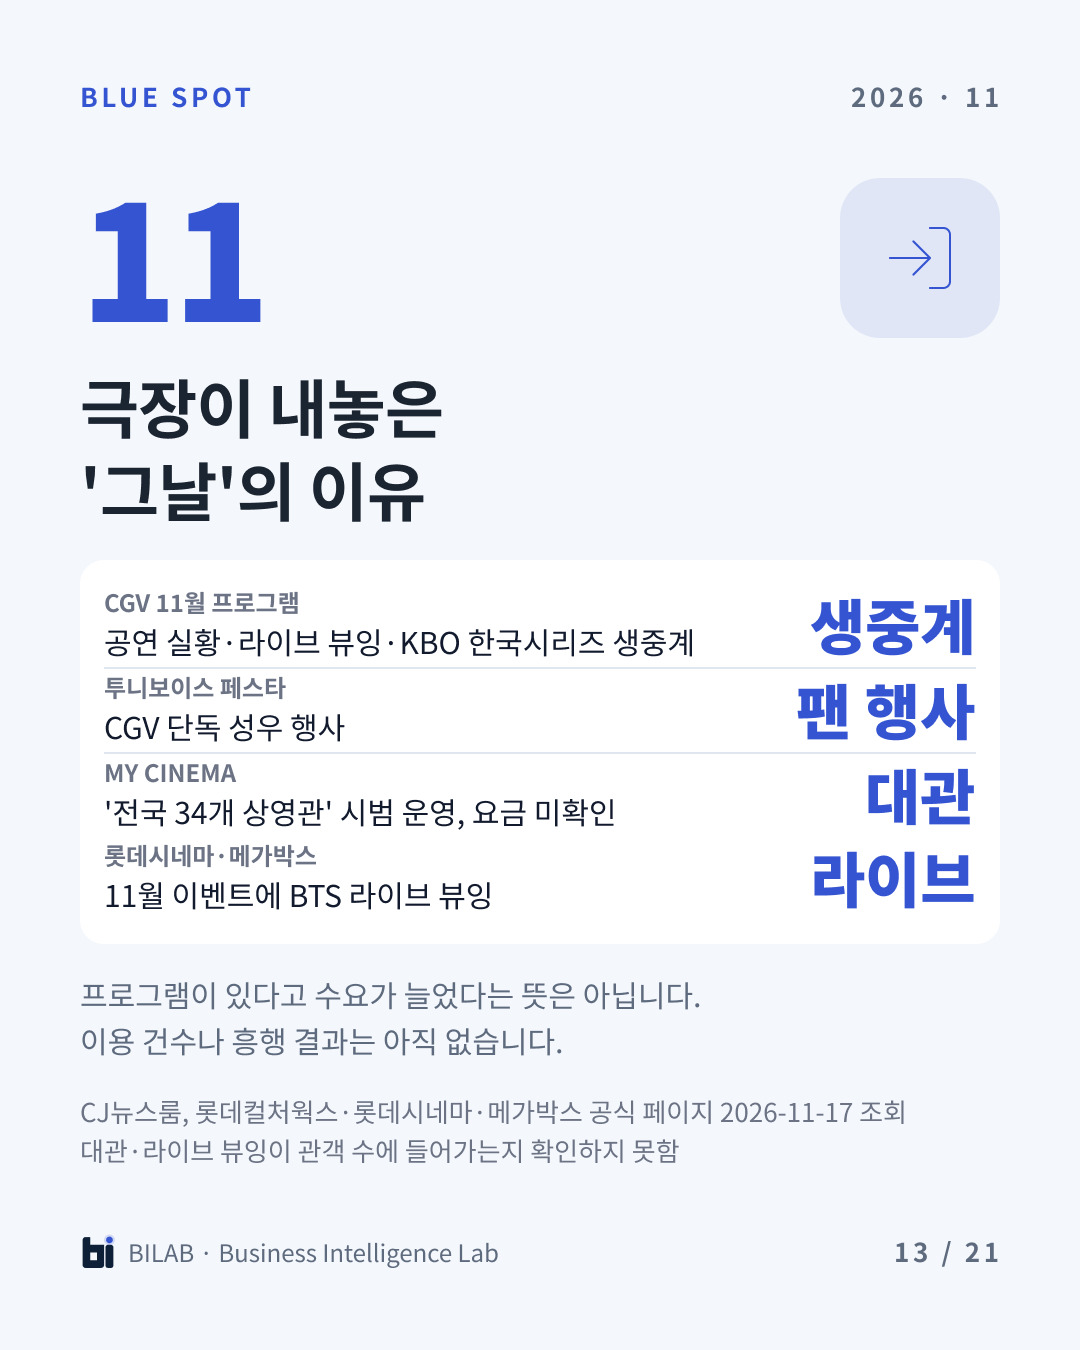 BLUE SPOT
2026 · 11
11
극장이 내놓은
'그날'의 이유
CGV 11월 프로그램
공연 실황·라이브 뷰잉·KBO 한국시리즈 생중계
생중계
투니보이스 페스타
CGV 단독 성우 행사
팬 행사
MY CINEMA
'전국 34개 상영관' 시범 운영, 요금 미확인
대관
롯데시네마·메가박스
11월 이벤트에 BTS 라이브 뷰잉
라이브
프로그램이 있다고 수요가 늘었다는 뜻은 아닙니다.
이용 건수나 흥행 결과는 아직 없습니다.
CJ뉴스룸, 롯데컬처웍스·롯데시네마·메가박스 공식 페이지 2026-11-17 조회
대관·라이브 뷰잉이 관객 수에 들어가는지 확인하지 못함
bi BILAB · Business Intelligence Lab
13 / 21